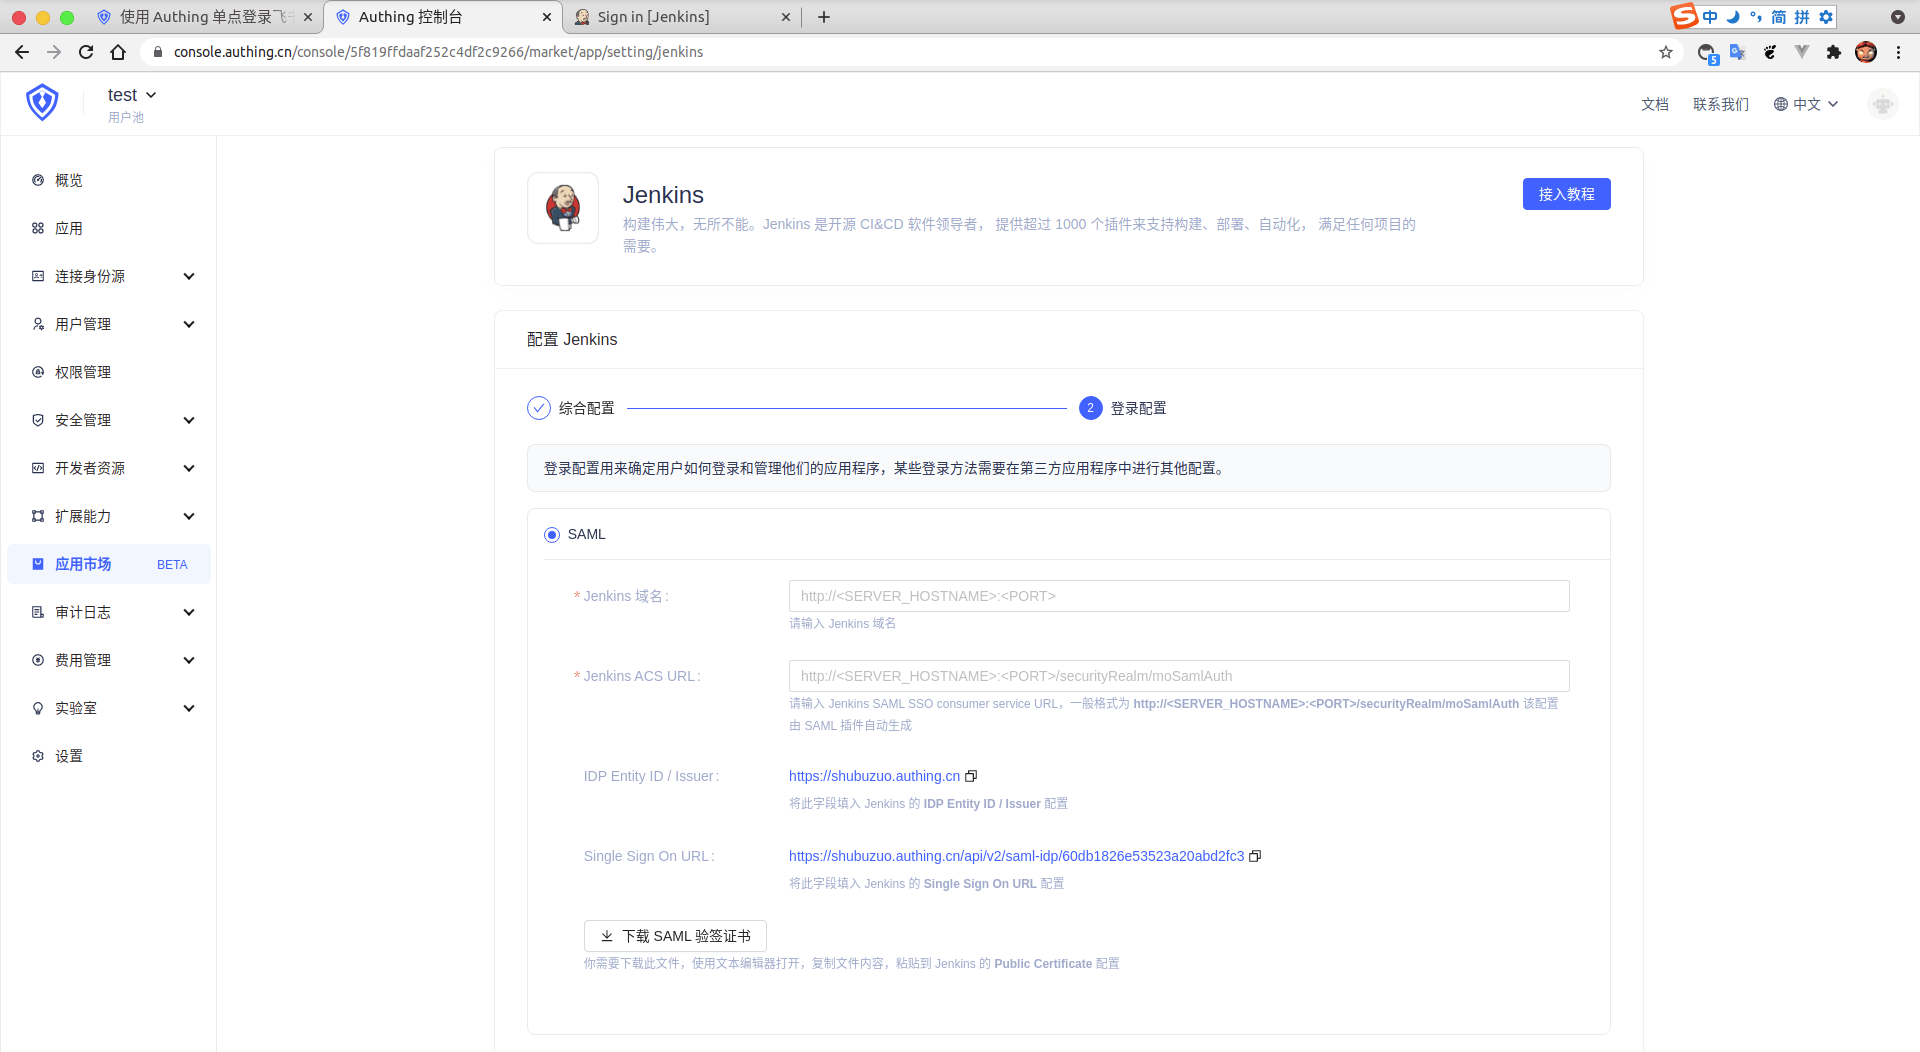 使用 Authing 单点登录飞书
Authing 控制台
Sign in [Jenkins]
中 简 拼
console.authing.cn/console/5f819ffdaaf252c4df2c9266/market/app/setting/jenkins
5
test
用户池
文档
联系我们
中文
概览
应用
连接身份源
用户管理
权限管理
安全管理
开发者资源
扩展能力
应用市场 BETA
审计日志
费用管理
实验室
设置
Jenkins
构建伟大，无所不能。Jenkins 是开源 CI&CD 软件领导者， 提供超过 1000 个插件来支持构建、部署、自动化， 满足任何项目的
需要。
接入教程
配置 Jenkins
综合配置
2 登录配置
登录配置用来确定用户如何登录和管理他们的应用程序，某些登录方法需要在第三方应用程序中进行其他配置。
SAML
* Jenkins 域名:
http://<SERVER_HOSTNAME>:<PORT>
请输入 Jenkins 域名
* Jenkins ACS URL:
http://<SERVER_HOSTNAME>:<PORT>/securityRealm/moSamlAuth
请输入 Jenkins SAML SSO consumer service URL，一般格式为 http://<SERVER_HOSTNAME>:<PORT>/securityRealm/moSamlAuth 该配置
由 SAML 插件自动生成
IDP Entity ID / Issuer:
https://shubuzuo.authing.cn
将此字段填入 Jenkins 的 IDP Entity ID / Issuer 配置
Single Sign On URL:
https://shubuzuo.authing.cn/api/v2/saml-idp/60db1826e53523a20abd2fc3
将此字段填入 Jenkins 的 Single Sign On URL 配置
下载 SAML 验签证书
你需要下载此文件，使用文本编辑器打开，复制文件内容，粘贴到 Jenkins 的 Public Certificate 配置